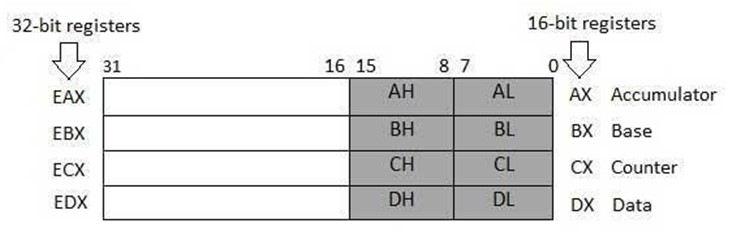 32-bit registers 16-bit registers
31 16 15 8 7 0
EAX AH AL AX Accumulator
EBX BH BL BX Base
ECX CH CL CX Counter
EDX DH DL DX Data